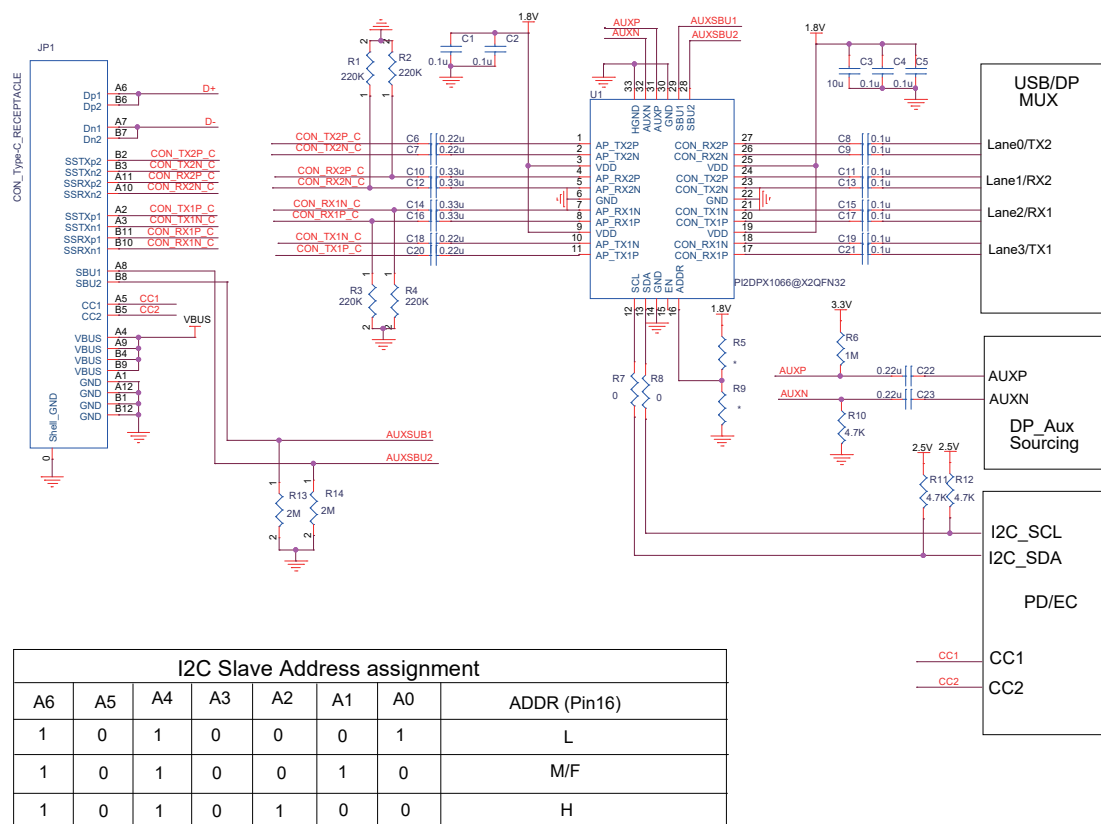 JP1
CON_Type-C_RECEPTACLE
A6 Dp1 D+
B6 Dp2
A7 Dn1 D-
B7 Dn2
B2 SSTXp2 CON_TX2P_C
B3 SSTXn2 CON_TX2N_C
A11 SSRXp2 CON_RX2P_C
A10 SSRXn2 CON_RX2N_C
A2 SSTXp1 CON_TX1P_C
A3 SSTXn1 CON_TX1N_C
B11 SSRXp1 CON_RX1P_C
B10 SSRXn1 CON_RX1N_C
A8 SBU1
B8 SBU2
A5 CC1 CC1
B5 CC2 CC2
VBUS
A4 VBUS
A9 VBUS
B4 VBUS
B9 VBUS
A1 GND
A12 GND
B1 GND
B12 GND
Shell_GND
0
2 2
R1 R2
220K 220K
1 1
1.8V
C1 C2
0.1u 0.1u
CON_TX2P_C C6 0.22u
CON_TX2N_C C7 0.22u
CON_RX2P_C C10 0.33u
CON_RX2N_C C12 0.33u
CON_RX1N_C C14 0.33u
CON_RX1P_C C16 0.33u
CON_TX1N_C C18 0.22u
CON_TX1P_C C20 0.22u
1 1
R3 R4
220K 220K
2 2
AUXSUB1
AUXSBU2
1 1
R13 R14
2M 2M
2 2
AUXP
AUXN
AUXSBU1
AUXSBU2
U1
33 32 31 30 29 28
HGND AUXN AUXP GND SBU1 SBU2
1 AP_TX2P CON_RX2P 27
2 AP_TX2N CON_RX2N 26
3 VDD VDD 25
4 AP_RX2P CON_TX2P 24
5 AP_RX2N CON_TX2N 23
6 GND GND 22
7 AP_RX1N CON_TX1N 21
8 AP_RX1P CON_TX1P 20
9 VDD VDD 19
10 AP_TX1N CON_RX1N 18
11 AP_TX1P CON_RX1P 17
SCL SDA GND EN ADDR
12 13 14 15 16
PI2DPX1066@X2QFN32
1.8V
C3 C4 C5
10u 0.1u 0.1u
C8 0.1u
C9 0.1u
C11 0.1u
C13 0.1u
C15 0.1u
C17 0.1u
C19 0.1u
C21 0.1u
USB/DP
MUX
Lane0/TX2
Lane1/RX2
Lane2/RX1
Lane3/TX1
1.8V
R5
*
R9
*
R7 R8
0 0
3.3V
R6
1M
AUXP 0.22u C22
AUXN 0.22u C23
R10
4.7K
AUXP
AUXN
DP_Aux
Sourcing
2.5V 2.5V
R11 R12
4.7K 4.7K
I2C_SCL
I2C_SDA
PD/EC
CC1 CC1
CC2 CC2
I2C Slave Address assignment
A6 A5 A4 A3 A2 A1 A0 ADDR (Pin16)
1 0 1 0 0 0 1 L
1 0 1 0 0 1 0 M/F
1 0 1 0 1 0 0 H